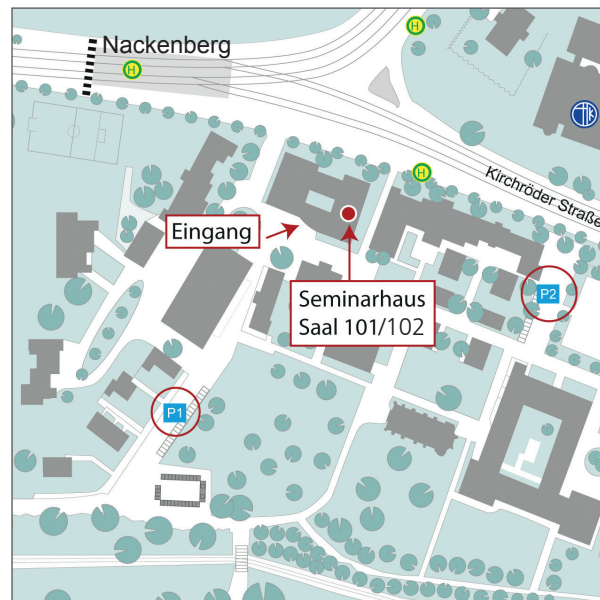 Nackenberg
H
H
H
Kirchröder Straße
Eingang
Seminarhaus
Saal 101/102
P2
P1